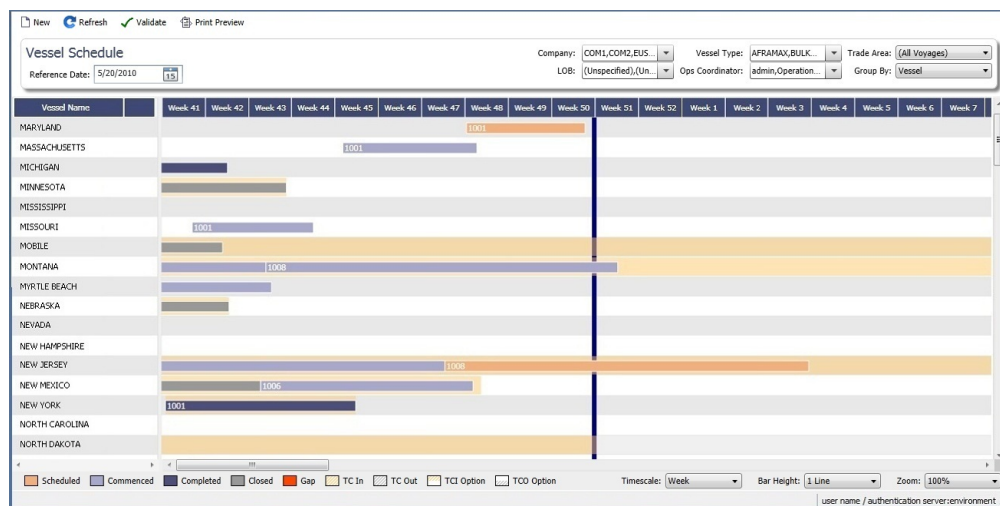 New Refresh Validate Print Preview
Vessel Schedule
Company: COM1,COM2,EUS... Vessel Type: AFRAMAX,BULK... Trade Area: (All Voyages)
Reference Date: 5/20/2010 15
LOB: (Unspecified),(Un... Ops Coordinator: admin,Operation... Group By: Vessel
Vessel Name Week 41 Week 42 Week 43 Week 44 Week 45 Week 46 Week 47 Week 48 Week 49 Week 50 Week 51 Week 52 Week 1 Week 2 Week 3 Week 4 Week 5 Week 6 Week 7
MARYLAND 1001
MASSACHUSETTS 1001
MICHIGAN
MINNESOTA
MISSISSIPPI
MISSOURI 1001
MOBILE
MONTANA 1008
MYRTLE BEACH
NEBRASKA
NEVADA
NEW HAMPSHIRE
NEW JERSEY 1008
NEW MEXICO 1006
NEW YORK 1001
NORTH CAROLINA
NORTH DAKOTA
Scheduled Commenced Completed Closed Gap TC In TC Out TCI Option TCO Option Timescale: Week Bar Height: 1 Line Zoom: 100%
user name / authentication server:environment